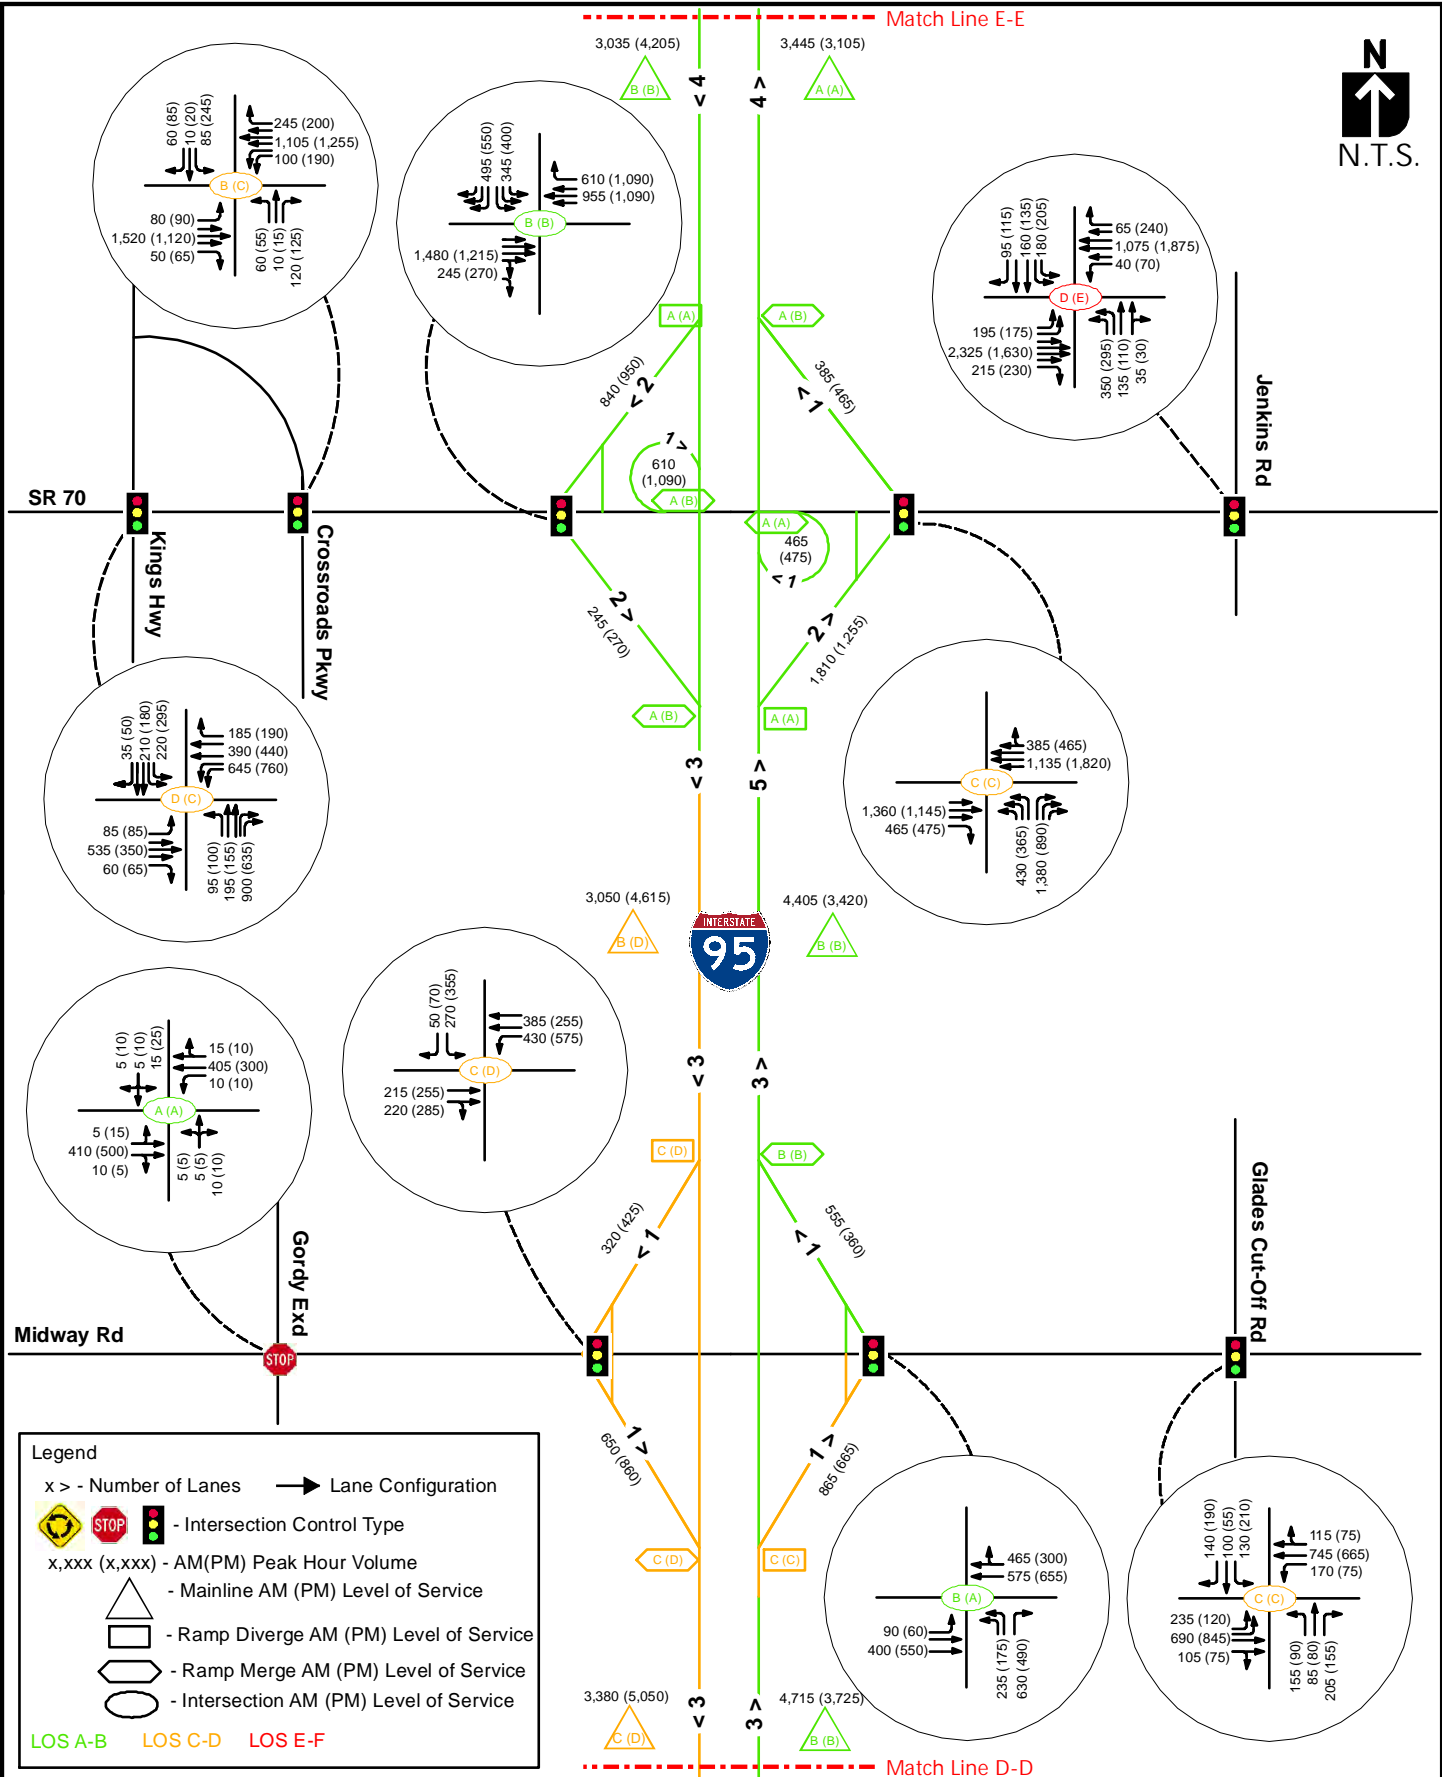 Match Line E-E
3,035 (4,205)
B (B)
3,445 (3,105)
A (A)
< 4
4 >
N
N.T.S.
60 (85)
10 (20)
85 (245)
245 (200)
1,105 (1,255)
100 (190)
B (C)
80 (90)
1,520 (1,120)
50 (65)
60 (55)
10 (15)
120 (125)
495 (550)
345 (400)
610 (1,090)
955 (1,090)
B (B)
1,480 (1,215)
245 (270)
95 (115)
160 (135)
180 (205)
65 (240)
1,075 (1,875)
40 (70)
D (E)
195 (175)
2,325 (1,630)
215 (230)
350 (295)
135 (110)
35 (30)
A (A)
A (B)
840 (950)
< 2
385 (465)
< 1
1 >
610
(1,090)
A (B)
A (A)
465
(475)
< 1
Jenkins Rd
SR 70
Kings Hwy
Crossroads Pkwy
2 >
245 (270)
2 >
1,810 (1,255)
A (B)
A (A)
< 3
5 >
35 (50)
210 (180)
220 (295)
185 (190)
390 (440)
645 (760)
D (C)
85 (85)
535 (350)
60 (65)
95 (100)
195 (155)
900 (635)
385 (465)
1,135 (1,820)
C (C)
1,360 (1,145)
465 (475)
430 (365)
1,380 (890)
3,050 (4,615)
B (D)
INTERSTATE
95
4,405 (3,420)
B (B)
5 (10)
5 (10)
15 (25)
15 (10)
405 (300)
10 (10)
A (A)
5 (15)
410 (500)
10 (5)
5 (5)
5 (5)
10 (10)
50 (70)
270 (355)
385 (255)
430 (575)
C (D)
215 (255)
220 (285)
< 3
3 >
C (D)
B (B)
320 (425)
< 1
555 (360)
< 1
Gordy Exd
Glades Cut-Off Rd
Midway Rd
STOP
1 >
650 (860)
1 >
865 (665)
C (D)
C (C)
465 (300)
575 (655)
B (A)
90 (60)
400 (550)
235 (175)
630 (490)
140 (190)
100 (55)
130 (210)
115 (75)
745 (665)
170 (75)
C (C)
235 (120)
690 (845)
105 (75)
155 (90)
85 (80)
205 (155)
3,380 (5,050)
C (D)
< 3
3 >
4,715 (3,725)
B (B)
Match Line D-D
Legend
x > - Number of Lanes
Lane Configuration
STOP
- Intersection Control Type
x,xxx (x,xxx) - AM(PM) Peak Hour Volume
- Mainline AM (PM) Level of Service
- Ramp Diverge AM (PM) Level of Service
- Ramp Merge AM (PM) Level of Service
- Intersection AM (PM) Level of Service
LOS A-B LOS C-D LOS E-F